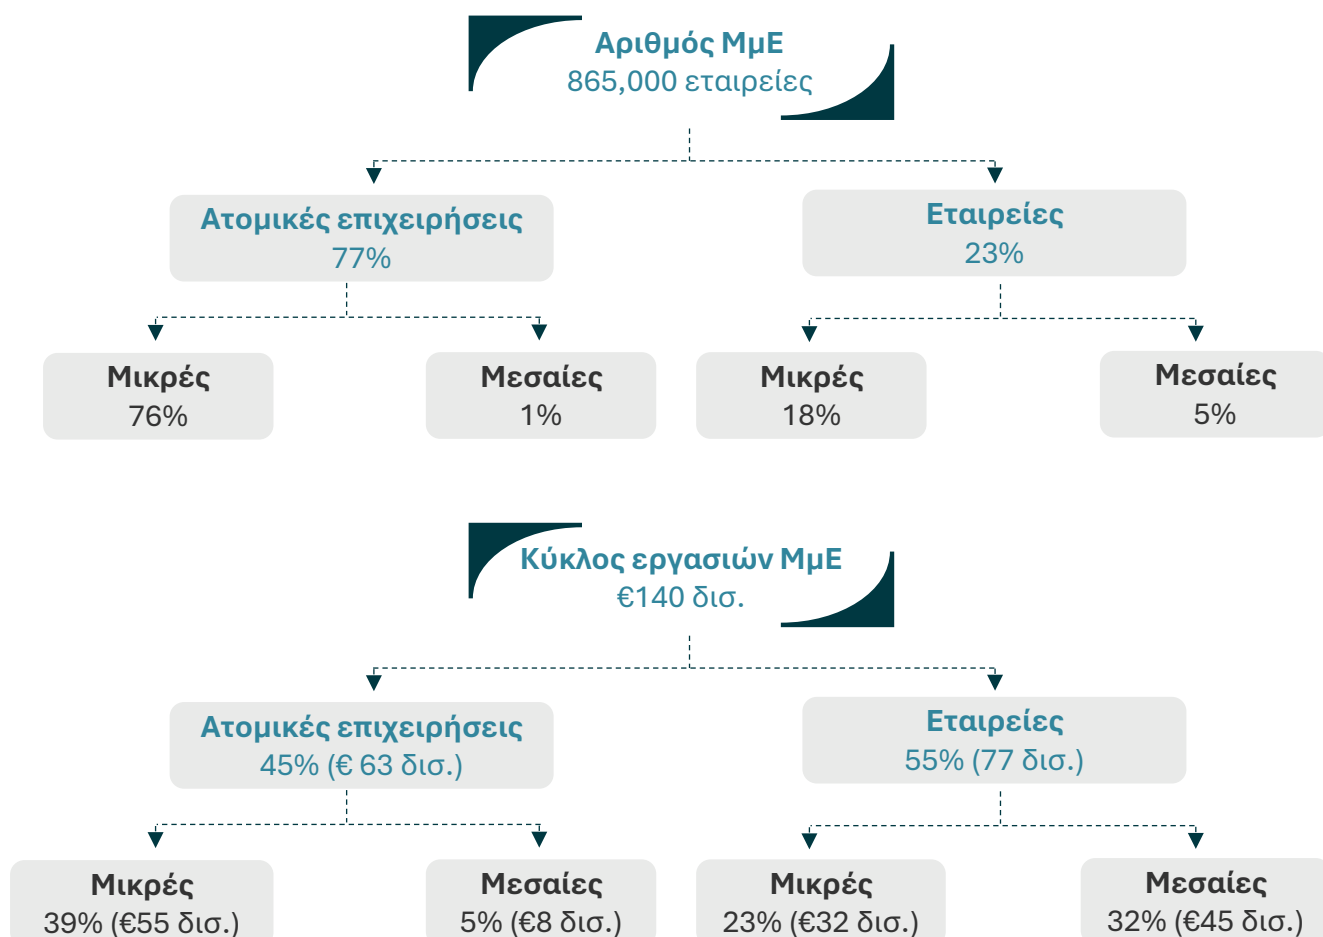 Αριθμός ΜμΕ
865,000 εταιρείες
Ατομικές επιχειρήσεις
77%
Εταιρείες
23%
Μικρές
76%
Μεσαίες
1%
Μικρές
18%
Μεσαίες
5%
Κύκλος εργασιών ΜμΕ
€140 δισ.
Ατομικές επιχειρήσεις
45% (€ 63 δισ.)
Εταιρείες
55% (77 δισ.)
Μικρές
39% (€55 δισ.)
Μεσαίες
5% (€8 δισ.)
Μικρές
23% (€32 δισ.)
Μεσαίες
32% (€45 δισ.)